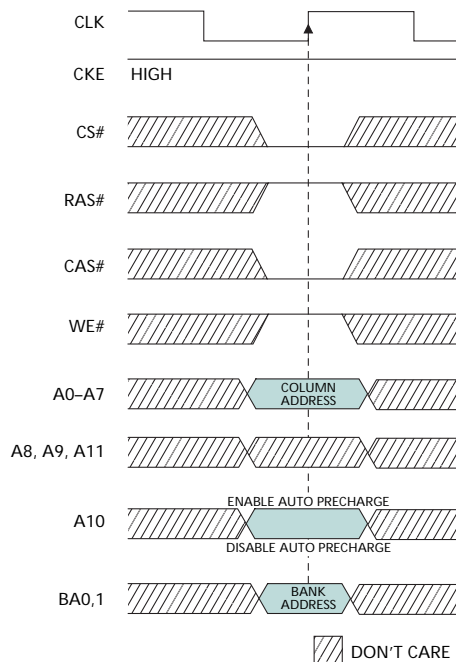 CLK
CKE HIGH
CS#
RAS#
CAS#
WE#
A0–A7
COLUMN
ADDRESS
A8, A9, A11
ENABLE AUTO PRECHARGE
A10
DISABLE AUTO PRECHARGE
BA0,1
BANK
ADDRESS
DON'T CARE